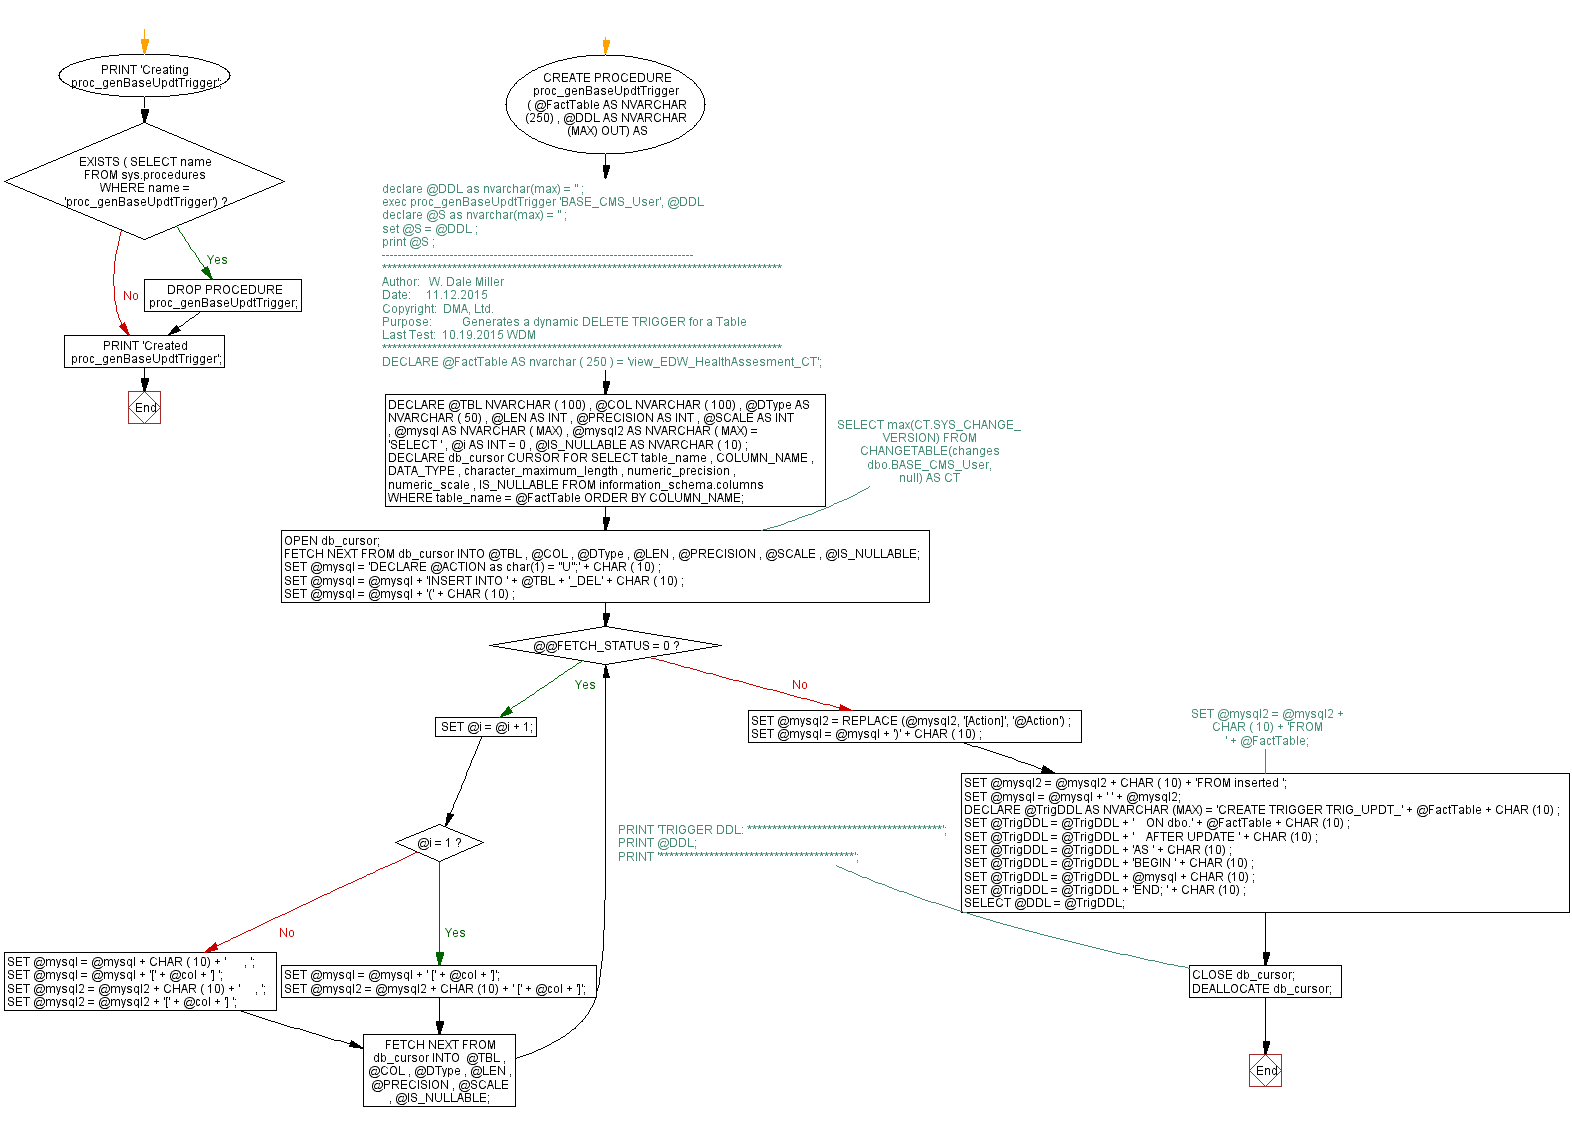 PRINT 'Creating
proc_genBaseUpdtTrigger';
EXISTS ( SELECT name
FROM sys.procedures
WHERE name =
'proc_genBaseUpdtTrigger') ?
Yes
No
DROP PROCEDURE
proc_genBaseUpdtTrigger;
PRINT 'Created
proc_genBaseUpdtTrigger';
End
CREATE PROCEDURE
proc_genBaseUpdtTrigger
( @FactTable AS NVARCHAR
(250) , @DDL AS NVARCHAR
(MAX) OUT) AS
declare @DDL as nvarchar(max) = '' ;
exec proc_genBaseUpdtTrigger 'BASE_CMS_User', @DDL
declare @S as nvarchar(max) = '' ;
set @S = @DDL ;
print @S ;
------------------------------------------------------------------------------
********************************************************************************
Author:   W. Dale Miller
Date:     11.12.2015
Copyright:  DMA, Ltd.
Purpose:         Generates a dynamic DELETE TRIGGER for a Table
Last Test:  10.19.2015 WDM
********************************************************************************
DECLARE @FactTable AS nvarchar ( 250 ) = 'view_EDW_HealthAssesment_CT';
DECLARE @TBL NVARCHAR ( 100) , @COL NVARCHAR ( 100) , @DType AS
NVARCHAR ( 50) , @LEN AS INT , @PRECISION AS INT , @SCALE AS INT
, @mysql AS NVARCHAR ( MAX) , @mysql2 AS NVARCHAR ( MAX) =
'SELECT ' , @i AS INT = 0 , @IS_NULLABLE AS NVARCHAR ( 10) ;
DECLARE db_cursor CURSOR FOR SELECT table_name , COLUMN_NAME ,
DATA_TYPE , character_maximum_length , numeric_precision ,
numeric_scale , IS_NULLABLE FROM information_schema.columns
WHERE table_name = @FactTable ORDER BY COLUMN_NAME;
SELECT max(CT.SYS_CHANGE_
VERSION) FROM
CHANGETABLE(changes
dbo.BASE_CMS_User,
null) AS CT
OPEN db_cursor;
FETCH NEXT FROM db_cursor INTO @TBL , @COL , @DType , @LEN , @PRECISION , @SCALE , @IS_NULLABLE;
SET @mysql = 'DECLARE @ACTION as char(1) = ''U'';' + CHAR ( 10) ;
SET @mysql = @mysql + 'INSERT INTO ' + @TBL + '_DEL' + CHAR ( 10) ;
SET @mysql = @mysql + '(' + CHAR ( 10) ;
@@FETCH_STATUS = 0 ?
Yes
No
SET @i = @i + 1;
SET @mysql2 = REPLACE (@mysql2, '[Action]', '@Action') ;
SET @mysql = @mysql + ')' + CHAR ( 10) ;
SET @mysql2 = @mysql2 +
CHAR ( 10) + 'FROM
' + @FactTable;
SET @mysql2 = @mysql2 + CHAR ( 10) + 'FROM inserted ';
SET @mysql = @mysql + ' ' + @mysql2;
DECLARE @TrigDDL AS NVARCHAR (MAX) = 'CREATE TRIGGER TRIG_UPDT_' + @FactTable + CHAR (10) ;
SET @TrigDDL = @TrigDDL + '    ON dbo.' + @FactTable + CHAR (10) ;
SET @TrigDDL = @TrigDDL + '    AFTER UPDATE ' + CHAR (10) ;
SET @TrigDDL = @TrigDDL + 'AS ' + CHAR (10) ;
SET @TrigDDL = @TrigDDL + 'BEGIN ' + CHAR (10) ;
SET @TrigDDL = @TrigDDL + @mysql + CHAR (10) ;
SET @TrigDDL = @TrigDDL + 'END; ' + CHAR (10) ;
SELECT @DDL = @TrigDDL;
@i = 1 ?
PRINT 'TRIGGER DDL: ***************************************';
PRINT @DDL;
PRINT '***************************************';
No
Yes
SET @mysql = @mysql + CHAR ( 10) + '     , ';
SET @mysql = @mysql + '[' + @col + '] ';
SET @mysql2 = @mysql2 + CHAR ( 10) + '    , ';
SET @mysql2 = @mysql2 + '[' + @col + '] ';
SET @mysql = @mysql + ' [' + @col + ']';
SET @mysql2 = @mysql2 + CHAR (10) + ' [' + @col + ']';
CLOSE db_cursor;
DEALLOCATE db_cursor;
FETCH NEXT FROM
db_cursor INTO  @TBL ,
@COL , @DType , @LEN ,
@PRECISION , @SCALE
, @IS_NULLABLE;
End